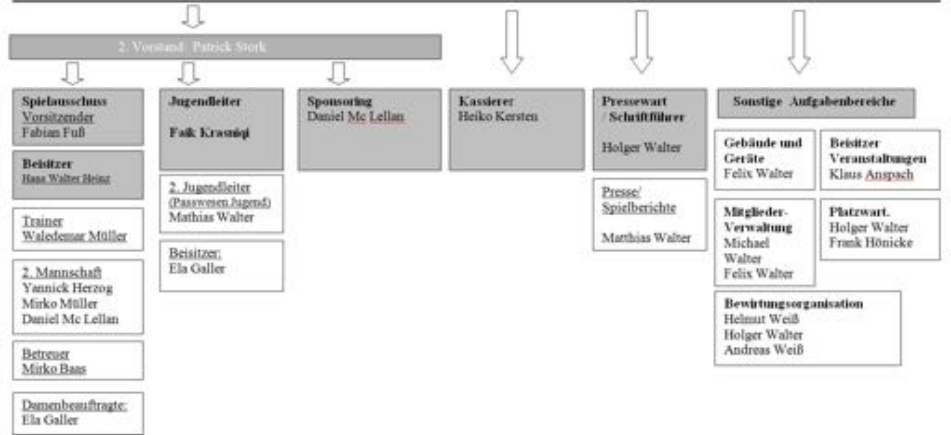 2. Vorstand: Patrick Stork
Spielausschuss
Vorsitzender
Fabian Fuß
Beisitzer
Hans Walter Heinz
Trainer
Waledemar Müller
2. Mannschaft
Yannick Herzog
Mirko Müller
Daniel Mc Lellan
Betreuer
Mirko Baas
Damenbeauftragte:
Ela Galler
Jugendleiter
Faik Krasniqi
2. Jugendleiter
(Passwesen Jugend)
Mathias Walter
Beisitzer:
Ela Galler
Sponsoring
Daniel Mc Lellan
Kassierer
Heiko Kersten
Pressewart
/ Schriftführer
Holger Walter
Presse/
Spielberichte
Matthias Walter
Sonstige Aufgabenbereiche
Gebäude und
Geräte
Felix Walter
Beisitzer
Veranstaltungen
Klaus Anspach
Mitglieder-
Verwaltung
Michael
Walter
Felix Walter
Platzwart.
Holger Walter
Frank Hönicke
Bewirtungsorganisation
Helmut Weiß
Holger Walter
Andreas Weiß